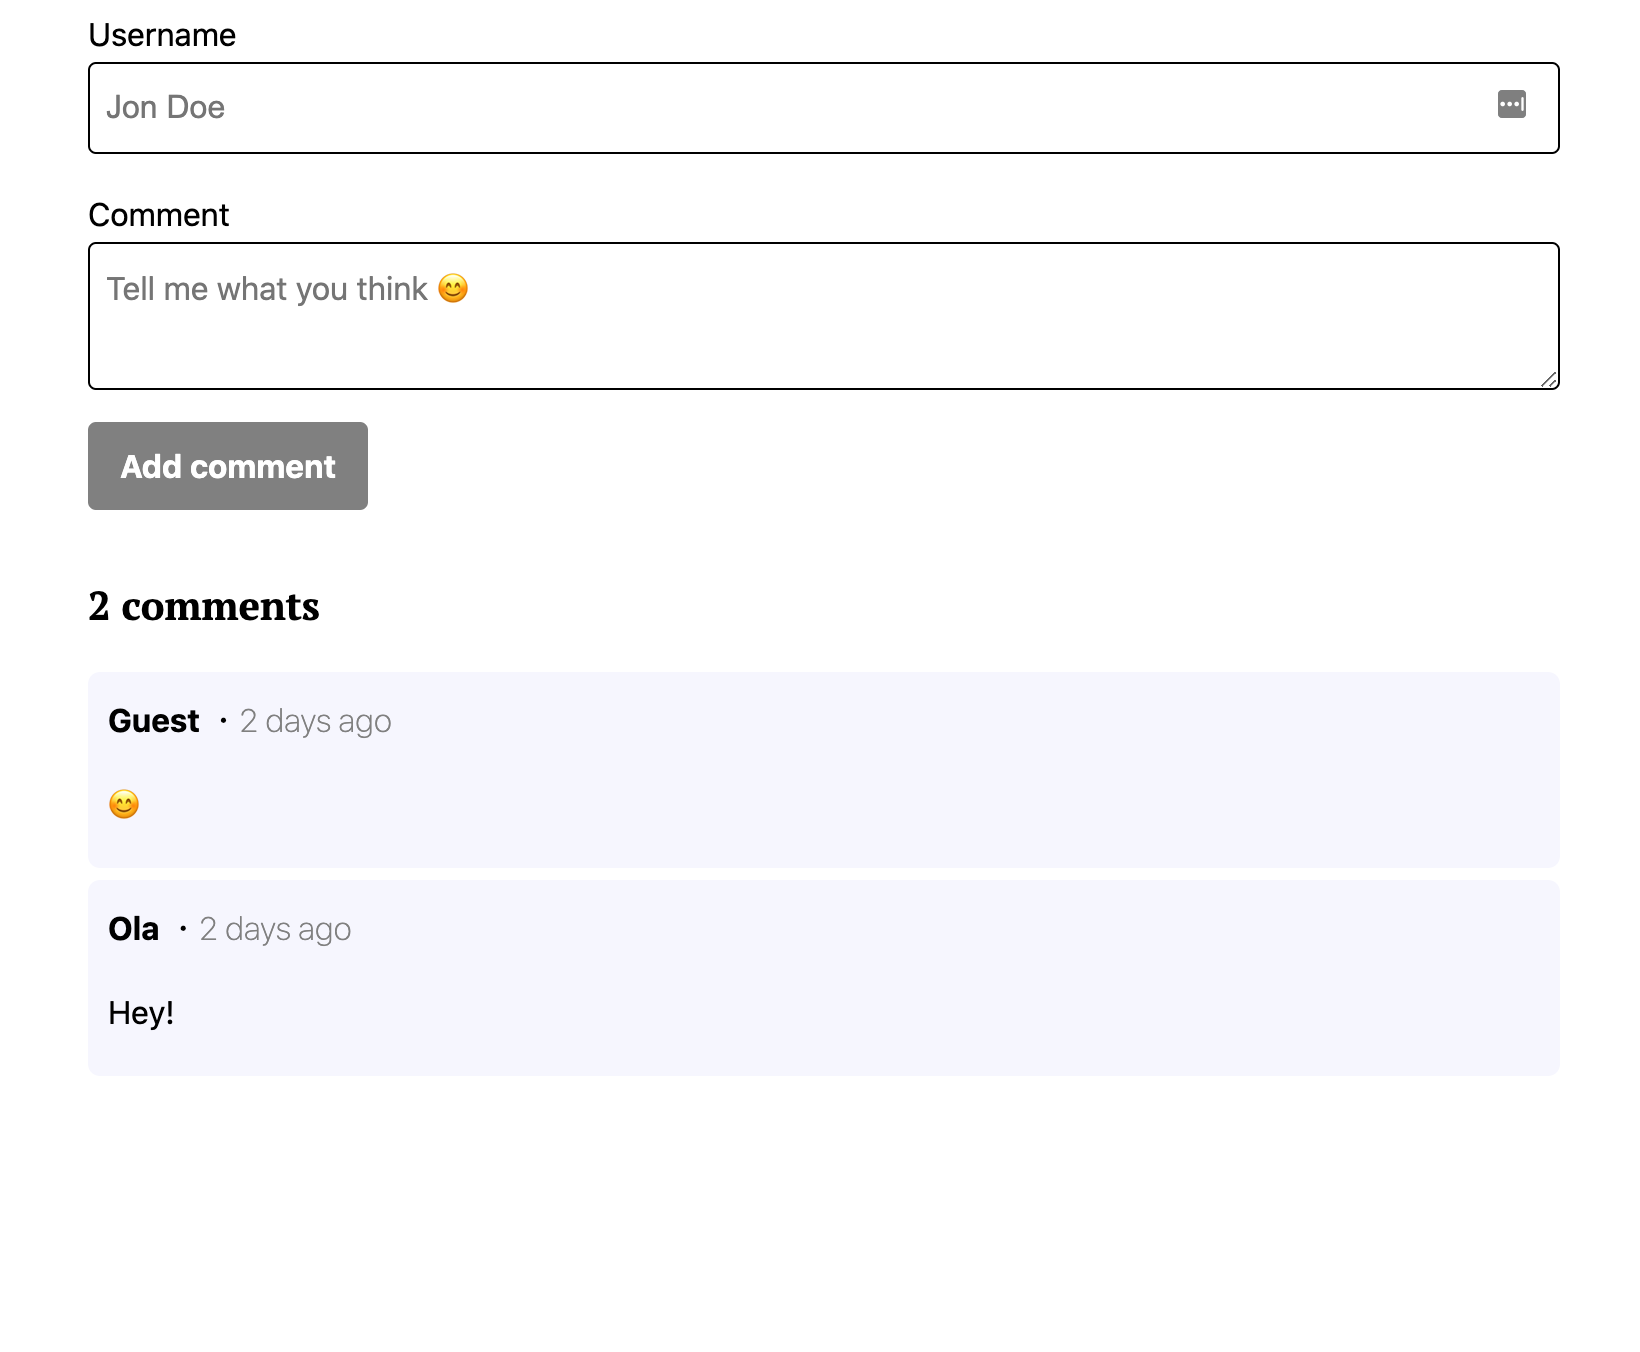 Username
Jon Doe
Comment
Tell me what you think 😊
Add comment
2 comments
Guest · 2 days ago
😊
Ola · 2 days ago
Hey!